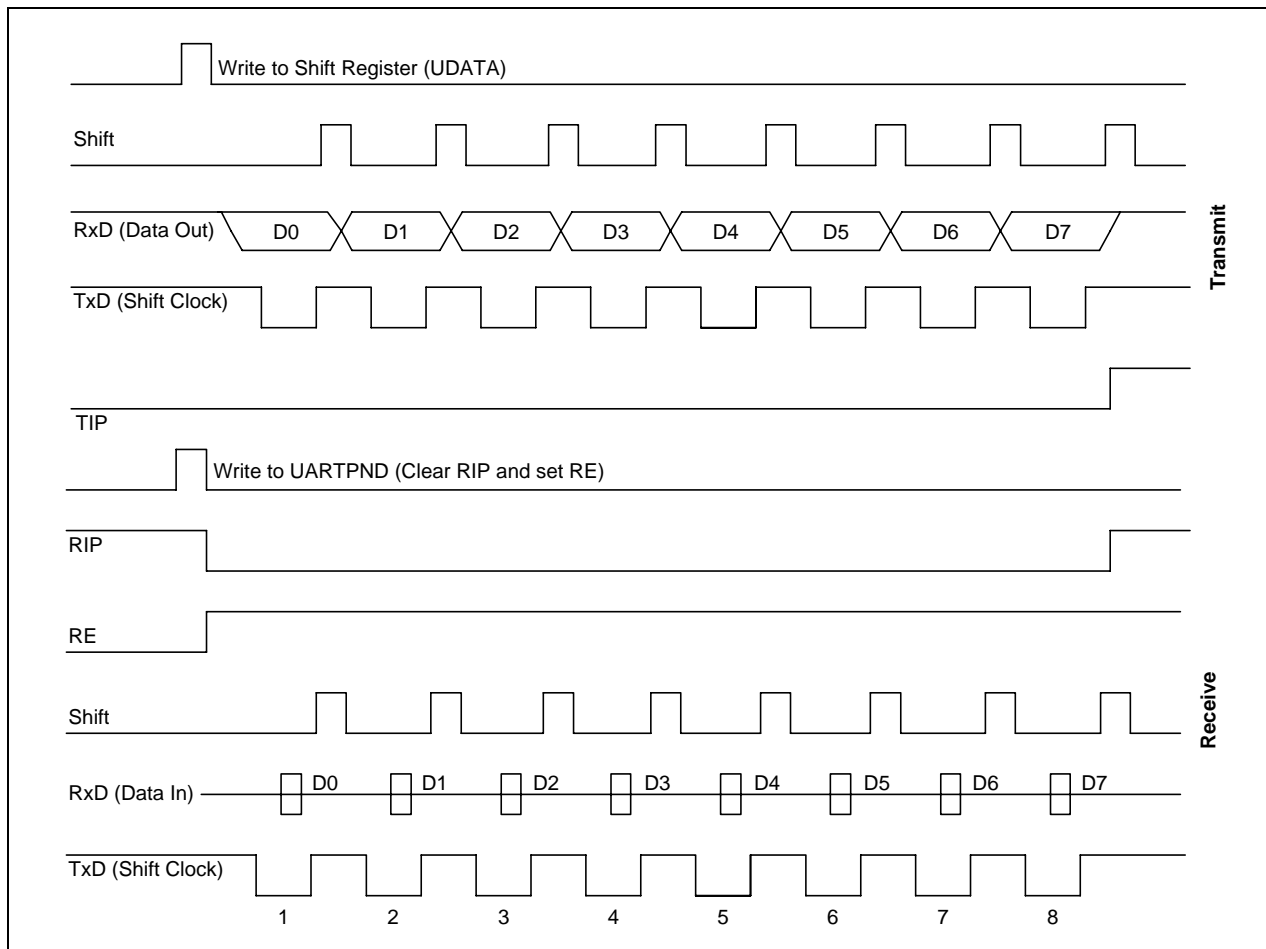 Write to Shift Register (UDATA)
Shift
RxD (Data Out)
D0 D1 D2 D3 D4 D5 D6 D7
TxD (Shift Clock)
TIP
Transmit
Write to UARTPND (Clear RIP and set RE)
RIP
RE
Shift
RxD (Data In)
D0 D1 D2 D3 D4 D5 D6 D7
TxD (Shift Clock)
1 2 3 4 5 6 7 8
Receive